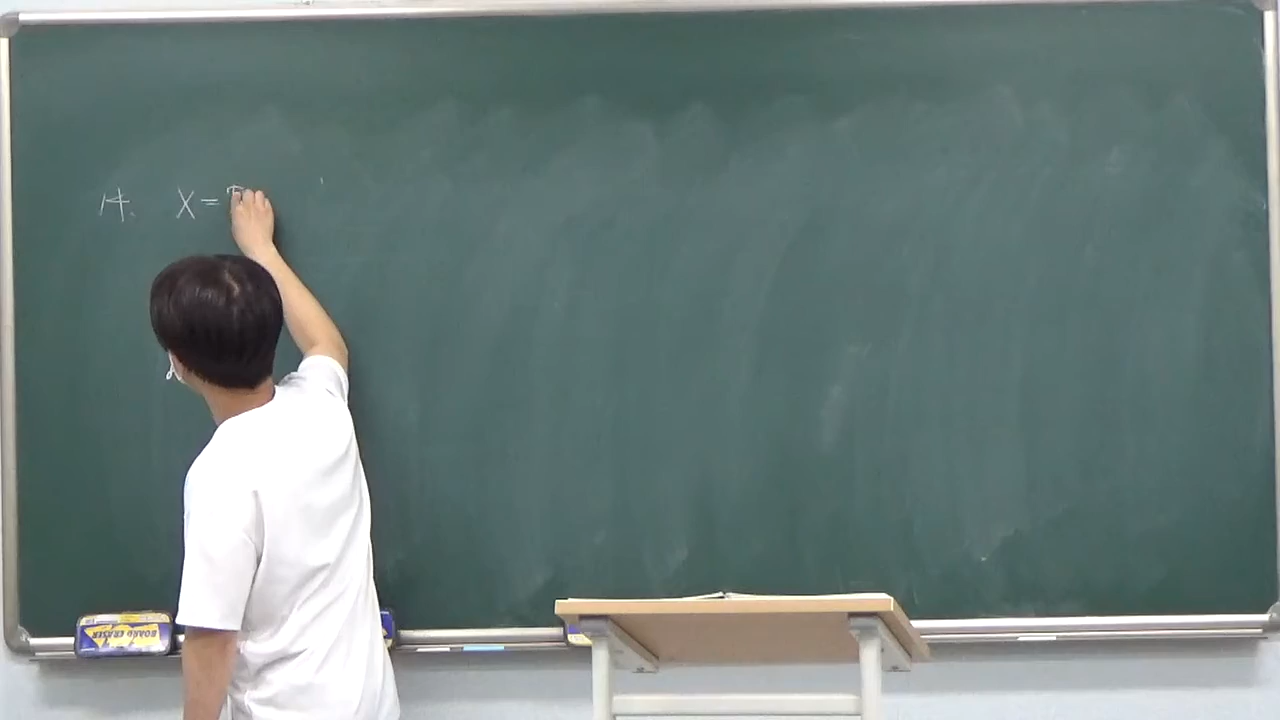 14. X =
BOARD ERASER